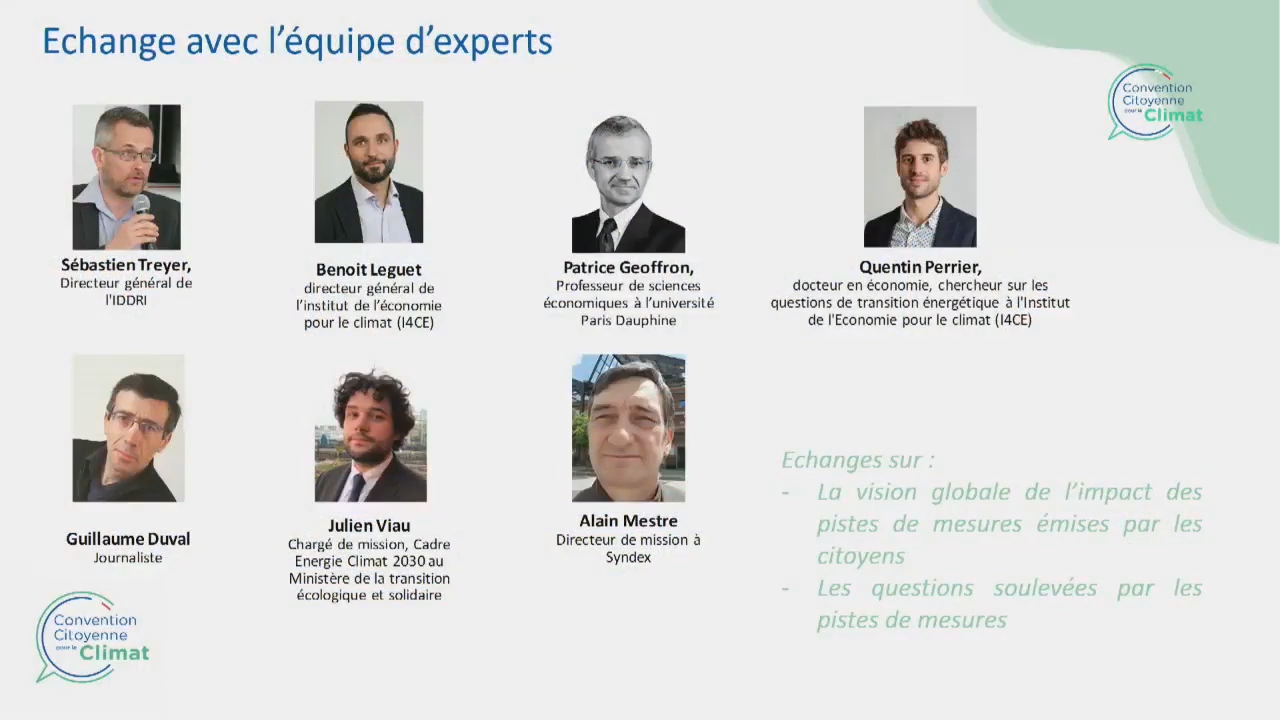 Echange avec l’équipe d’experts
Convention
Citoyenne
pour le Climat
Sébastien Treyer,
Directeur général de
l'IDDRI
Benoit Leguet
directeur général de
l’institut de l’économie
pour le climat (I4CE)
Patrice Geoffron,
Professeur de sciences
économiques à l’université
Paris Dauphine
Quentin Perrier,
docteur en économie, chercheur sur les
questions de transition énergétique à l'Institut
de l'Economie pour le climat (I4CE)
Guillaume Duval
Journaliste
Julien Viau
Chargé de mission, Cadre
Energie Climat 2030 au
Ministère de la transition
écologique et solidaire
Alain Mestre
Directeur de mission à
Syndex
Echanges sur :
- La vision globale de l’impact des
pistes de mesures émises par les
citoyens
- Les questions soulevées par les
pistes de mesures
Convention
Citoyenne
pour le Climat